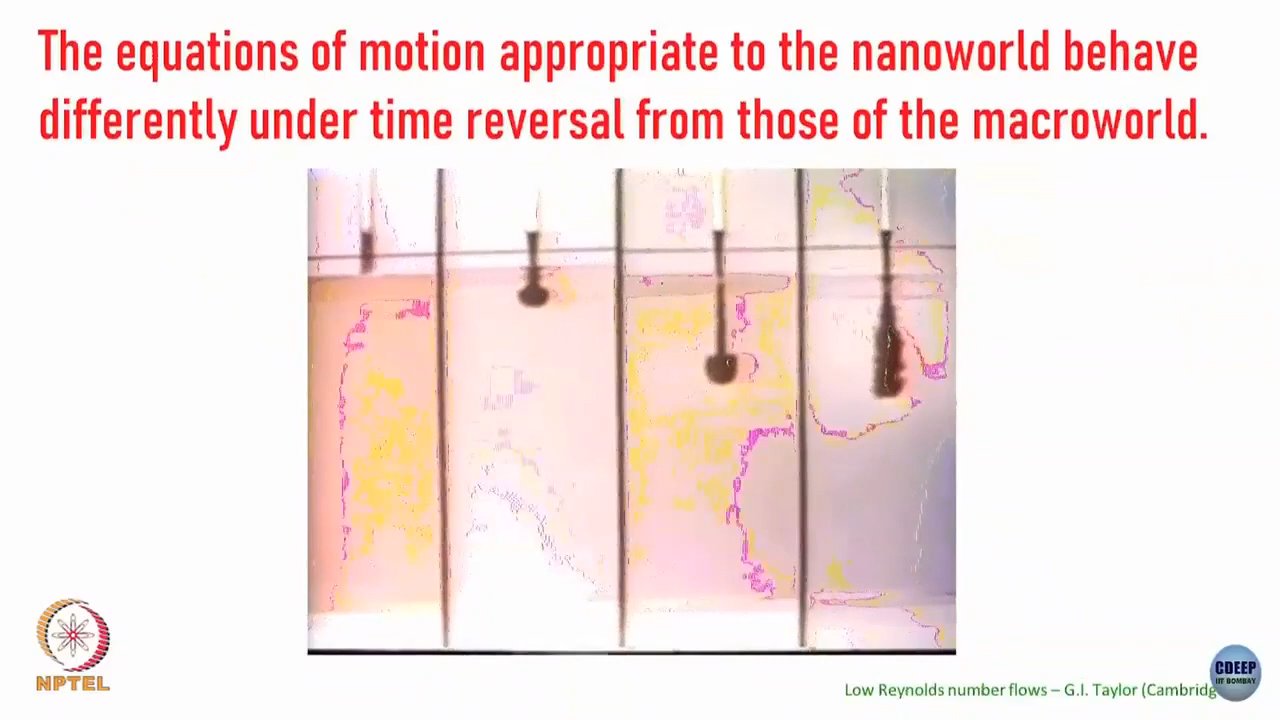 The equations of motion appropriate to the nanoworld behave
differently under time reversal from those of the macroworld.
NPTEL
CDEEP
IIT BOMBAY
Low Reynolds number flows – G.I. Taylor (Cambridg